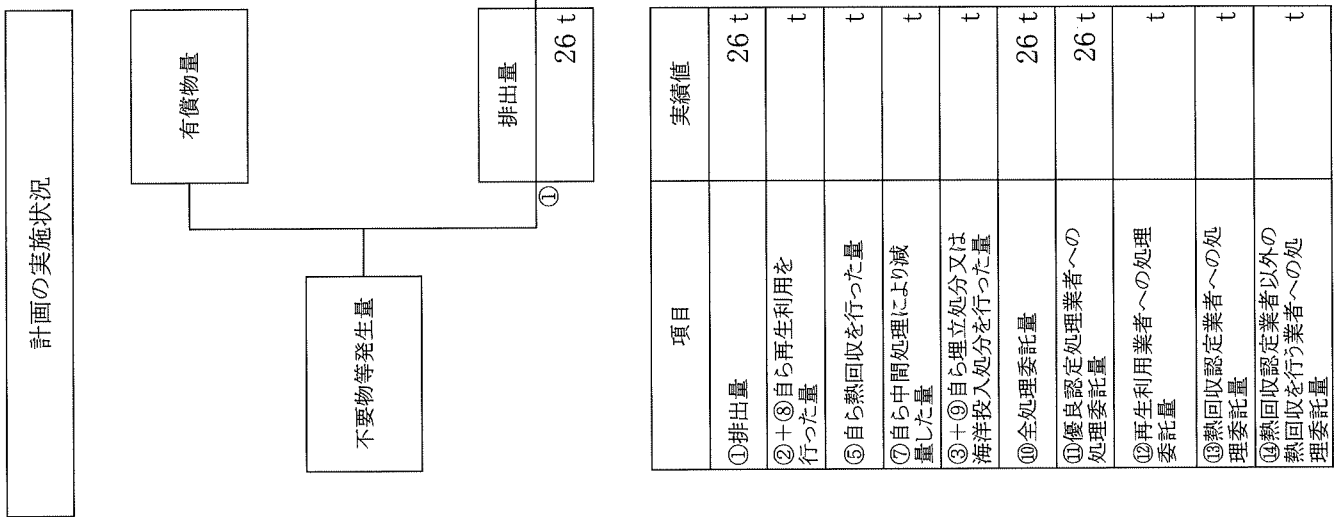 計画の実施状況
不要物等発生量
有償物量
排出量
①
26 t
項目
実績値
①排出量
26 t
②+⑧自ら再生利用を
行った量
t
⑤自ら熱回収を行った量
t
⑦自ら中間処理により減
量した量
t
③+⑨自ら埋立処分又は
海洋投入処分を行った量
t
⑩全処理委託量
26 t
⑪優良認定処理業者への
処理委託量
26 t
⑫再生利用業者への処理
委託量
t
⑬熱回収認定業者への処
理委託量
t
⑭熱回収認定業者以外の
熱回収を行う業者への処
理委託量
t